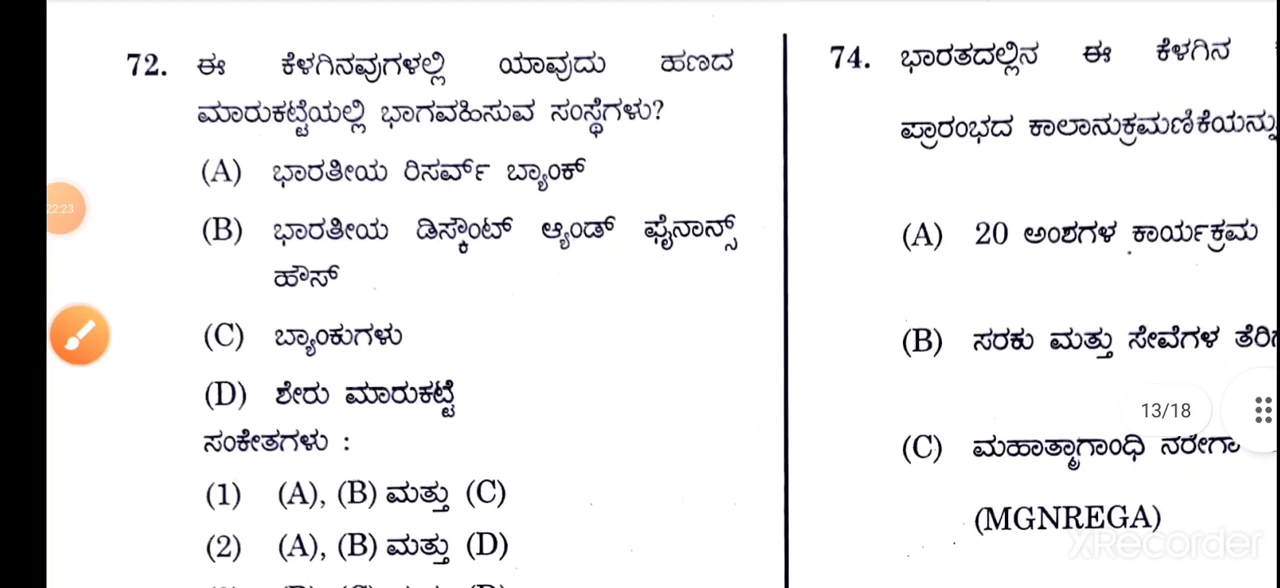 72. ಈ ಕೆಳಗಿನವುಗಳಲ್ಲಿ ಯಾವುದು ಹಣದ
ಮಾರುಕಟ್ಟೆಯಲ್ಲಿ ಭಾಗವಹಿಸುವ ಸಂಸ್ಥೆಗಳು?
(A) ಭಾರತೀಯ ರಿಸರ್ವ್ ಬ್ಯಾಂಕ್
(B) ಭಾರತೀಯ ಡಿಸ್ಕೌಂಟ್ ಆ್ಯಂಡ್ ಫೈನಾನ್ಸ್
ಹೌಸ್
(C) ಬ್ಯಾಂಕುಗಳು
(D) ಶೇರು ಮಾರುಕಟ್ಟೆ
ಸಂಕೇತಗಳು :
(1) (A), (B) ಮತ್ತು (C)
(2) (A), (B) ಮತ್ತು (D)
74. ಭಾರತದಲ್ಲಿನ ಈ ಕೆಳಗಿನ
ಪ್ರಾರಂಭದ ಕಾಲಾನುಕ್ರಮಣಿಕೆಯನ್ನು
(A) 20 ಅಂಶಗಳ ಕಾರ್ಯಕ್ರಮ
(B) ಸರಕು ಮತ್ತು ಸೇವೆಗಳ
(C) ಮಹಾತ್ಮಾಗಾಂಧಿ ನರೇಗಾ
(MGNREGA)
22:23
13/18
XRecorder